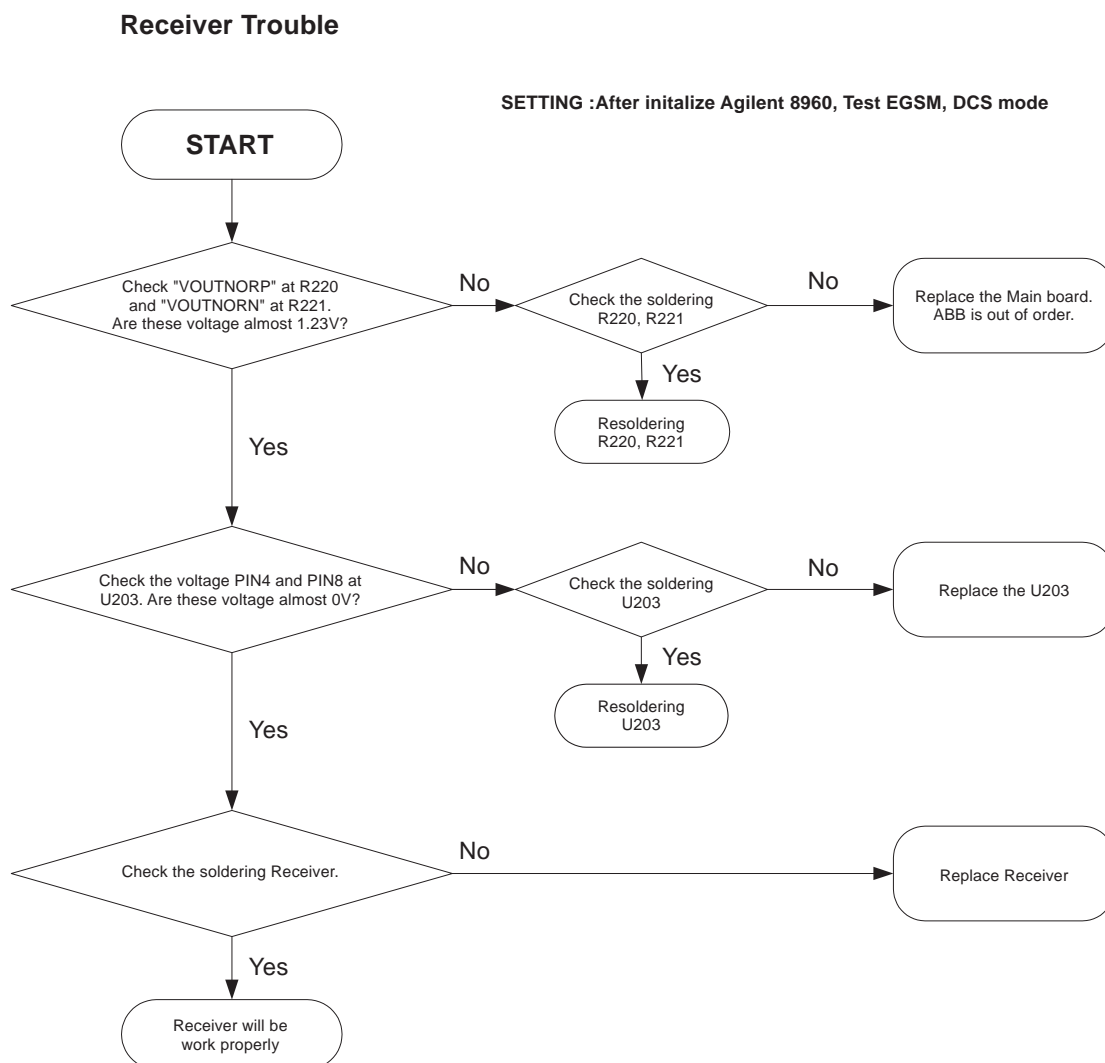 Receiver Trouble
SETTING :After initalize Agilent 8960, Test EGSM, DCS mode
START
Check "VOUTNORP" at R220
and "VOUTNORN" at R221.
Are these voltage almost 1.23V?
No
Check the soldering
R220, R221
No
Replace the Main board.
ABB is out of order.
Yes
Resoldering
R220, R221
Yes
Check the voltage PIN4 and PIN8 at
U203. Are these voltage almost 0V?
No
Check the soldering
U203
No
Replace the U203
Yes
Resoldering
U203
Yes
Check the soldering Receiver.
No
Replace Receiver
Yes
Receiver will be
work properly